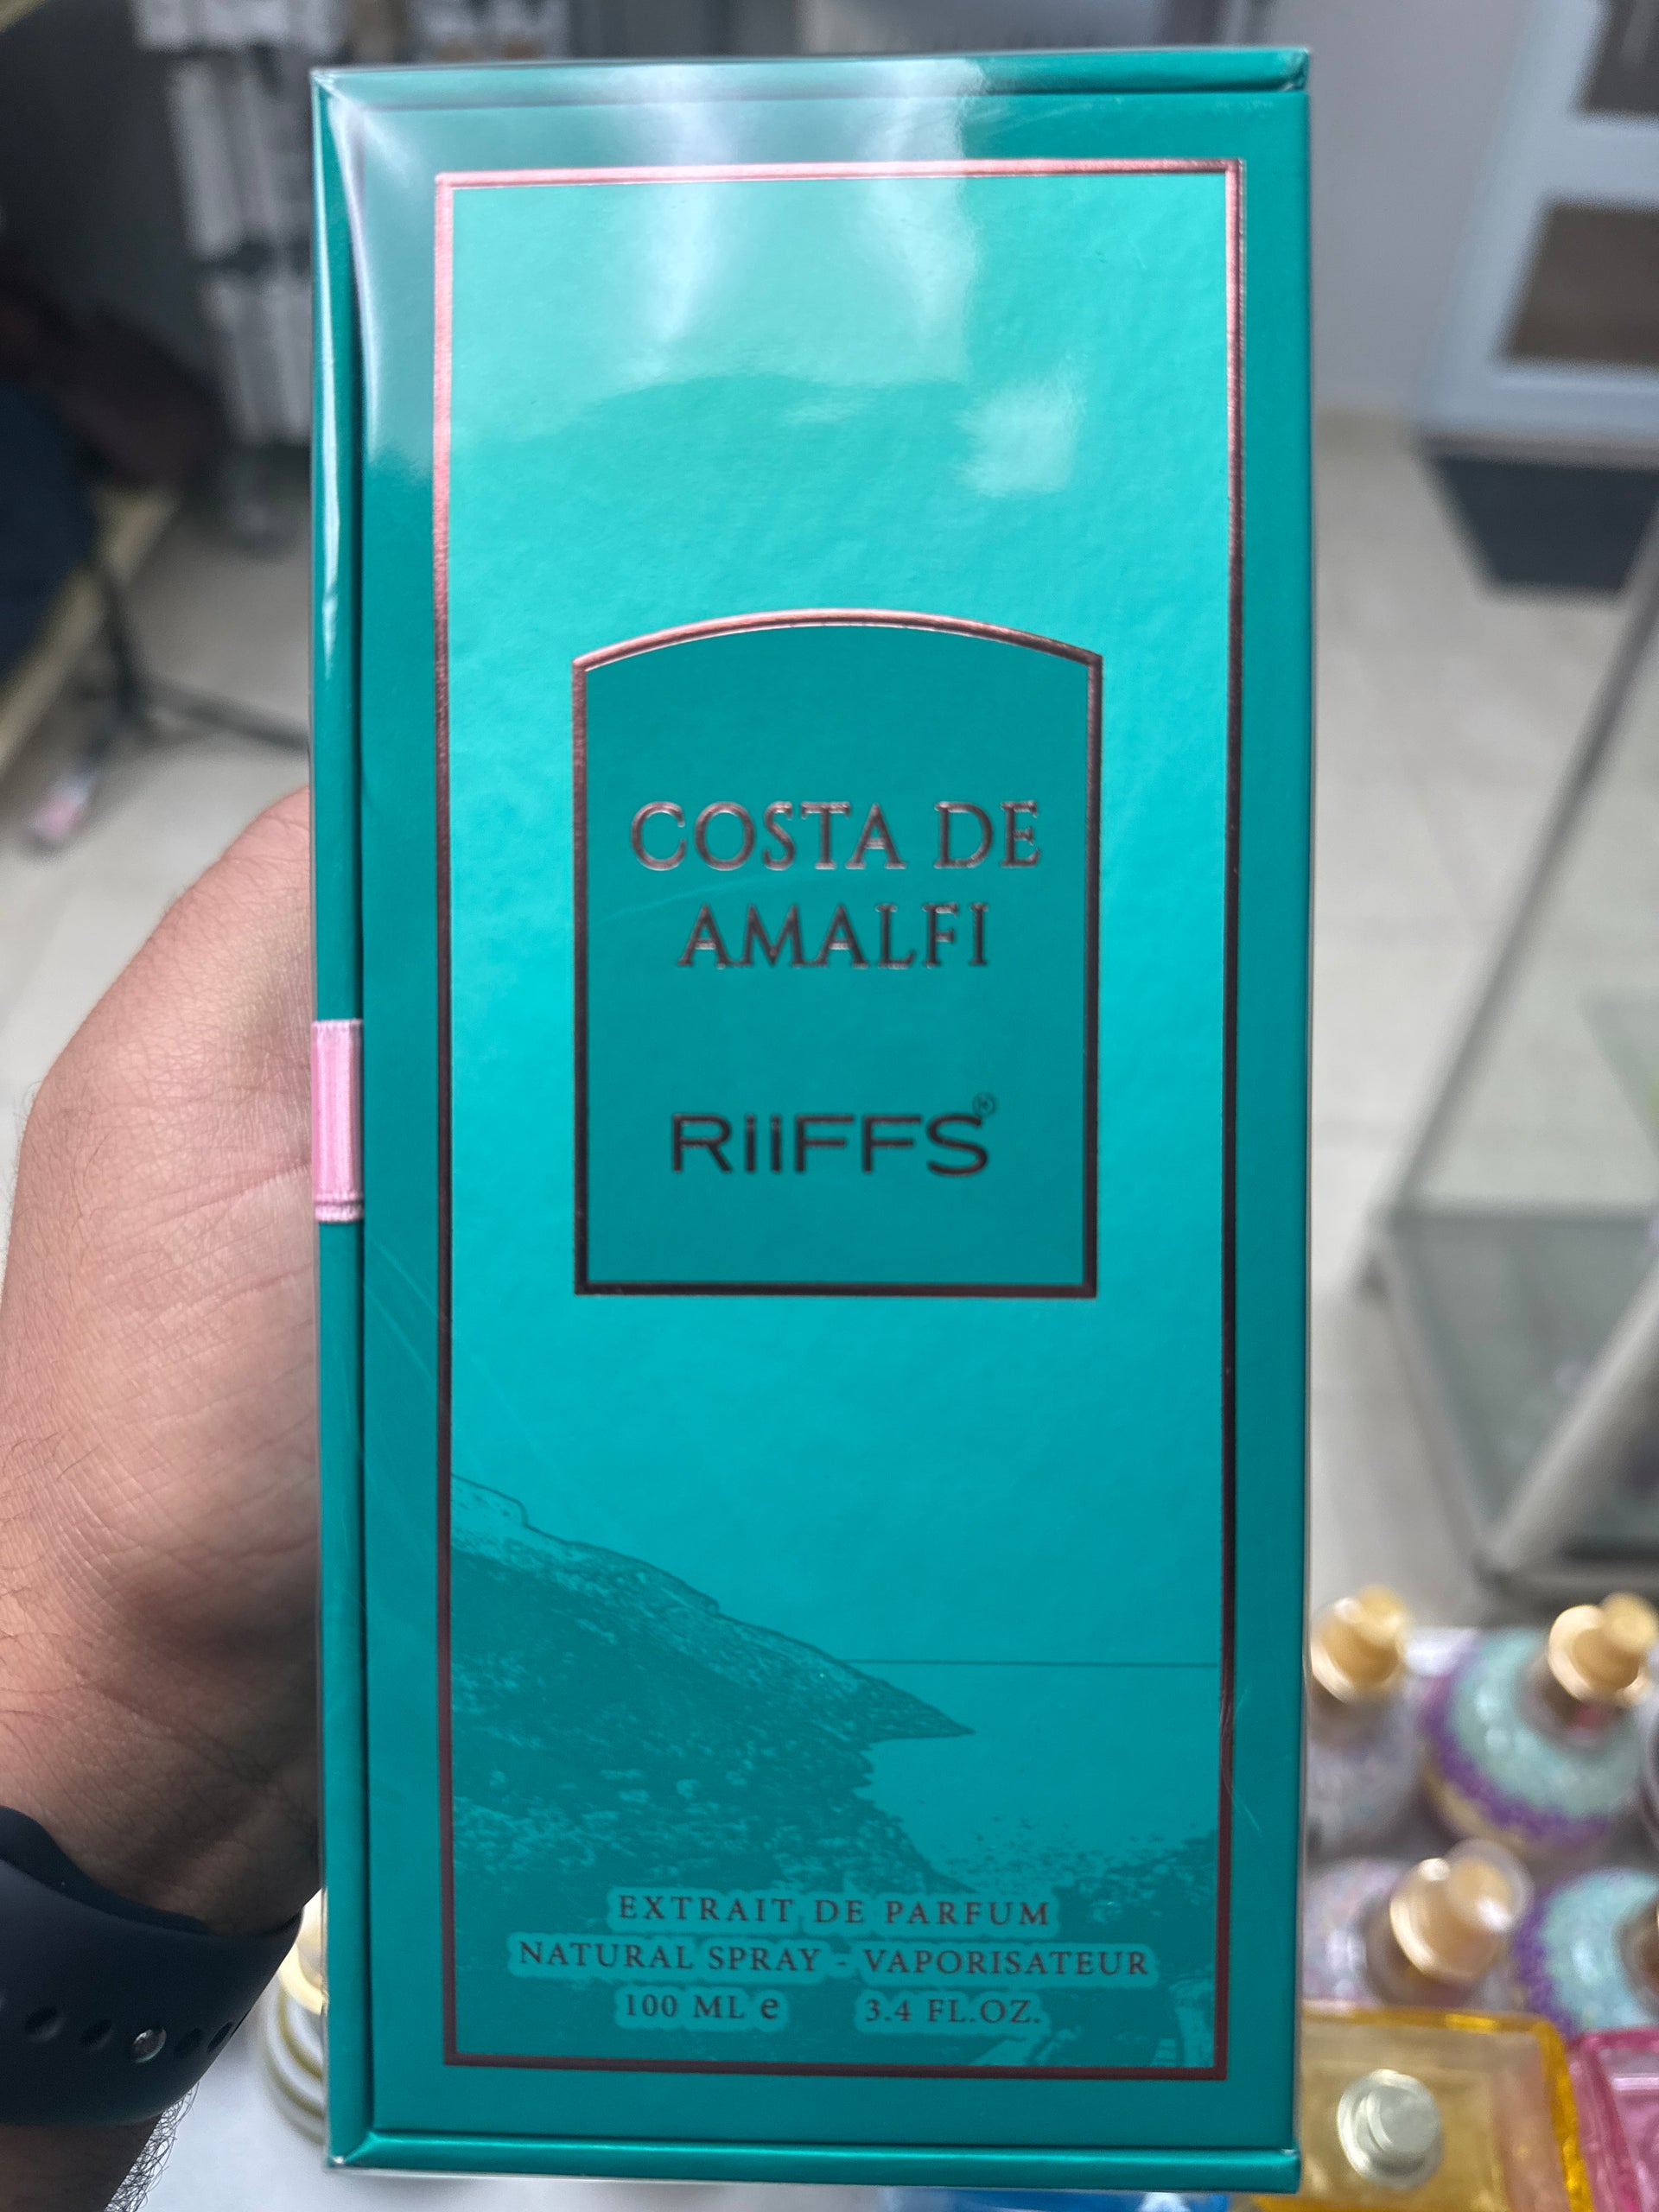 COSTA DE
AMALFI
RiiFFS®
EXTRAIT DE PARFUM
NATURAL SPRAY - VAPORISATEUR
100 ML e 3.4 FL.OZ.